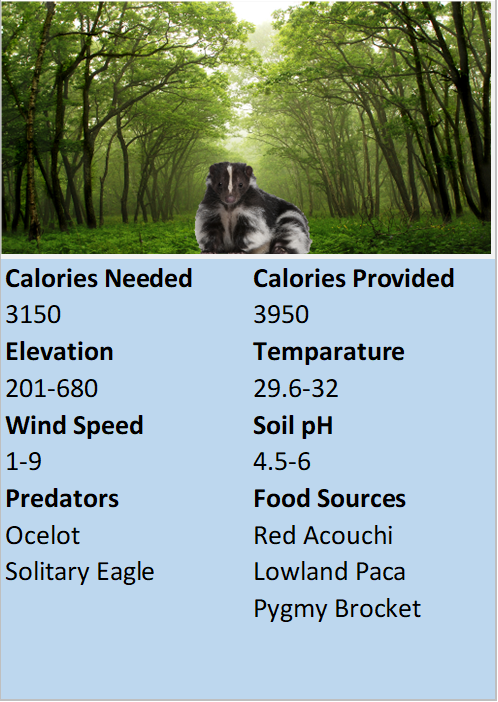 Calories Needed
Calories Provided
3150
3950
Elevation
Temparature
201-680
29.6-32
Wind Speed
Soil pH
1-9
4.5-6
Predators
Food Sources
Ocelot
Red Acouchi
Solitary Eagle
Lowland Paca
Pygmy Brocket